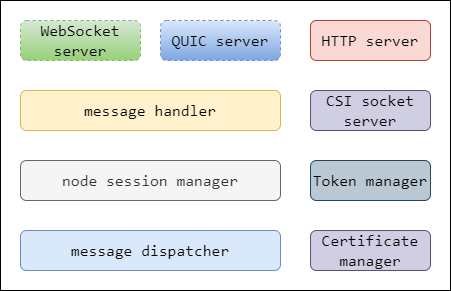 WebSocket
server
QUIC server
HTTP server
message handler
CSI socket
server
node session manager
Token manager
message dispatcher
Certificate
manager